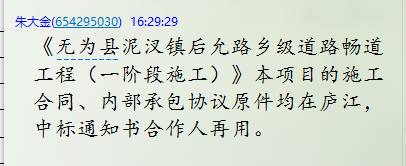 朱大金(654295030) 16:29:29
《无为县泥汊镇后允路乡级道路畅道
工程（一阶段施工）》本项目的施工
合同、内部承包协议原件均在庐江，
中标通知书合作人再用。